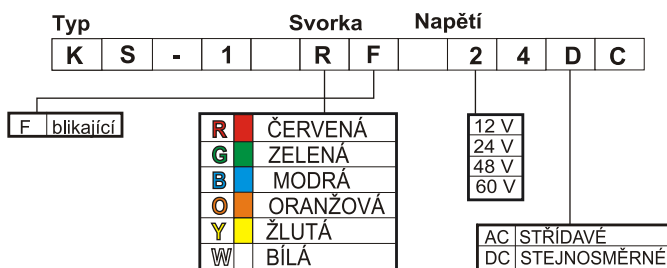 Typ Svorka Napětí
K S - 1 R F 2 4 D C
F blikající
R ČERVENÁ
G ZELENÁ
B MODRÁ
O ORANŽOVÁ
Y ŽLUTÁ
W BÍLÁ
12 V
24 V
48 V
60 V
AC STŘÍDAVÉ
DC STEJNOSMĚRNÉ